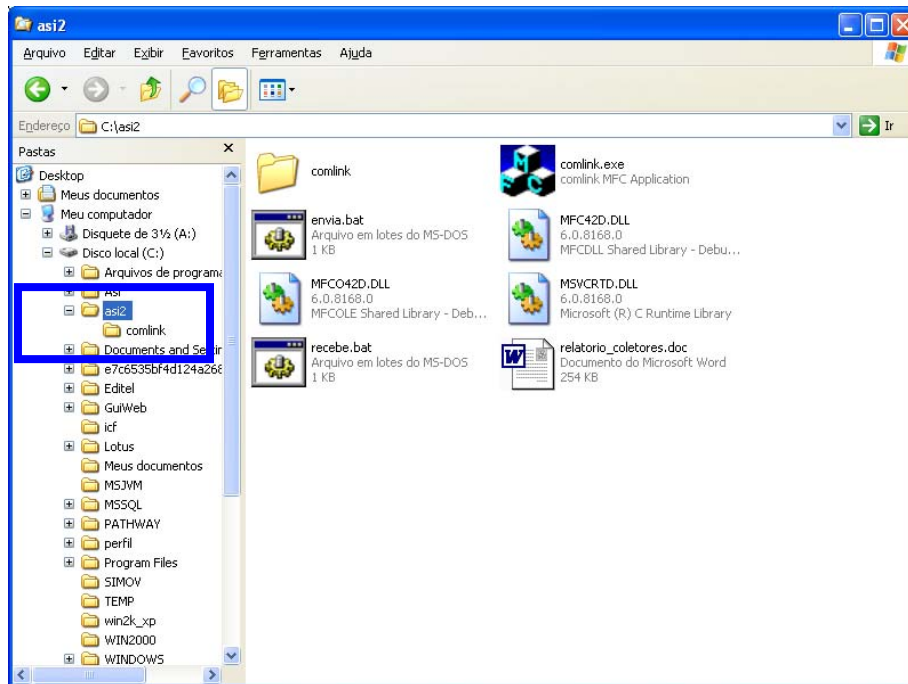 asi2
Arquivo Editar Exibir Favoritos Ferramentas Ajuda
Endereço C:\asi2 Ir
Pastas
Desktop
Meus documentos
Meu computador
Disquete de 3½ (A:)
Disco local (C:)
Arquivos de programa
Asi
asi2
comlink
Documents and Settin
e7c6535bf4d124a268
Editel
GuiWeb
icf
Lotus
Meus documentos
MSJVM
MSSQL
PATHWAY
perfil
Program Files
SIMOV
TEMP
win2k_xp
WIN2000
WINDOWS
comlink
comlink.exe
comlink MFC Application
envia.bat
Arquivo em lotes do MS-DOS
1 KB
MFC42D.DLL
6.0.8168.0
MFCDLL Shared Library - Debu...
MFCO42D.DLL
6.0.8168.0
MFCOLE Shared Library - Deb...
MSVCRTD.DLL
6.0.8168.0
Microsoft (R) C Runtime Library
recebe.bat
Arquivo em lotes do MS-DOS
1 KB
relatorio_coletores.doc
Documento do Microsoft Word
254 KB